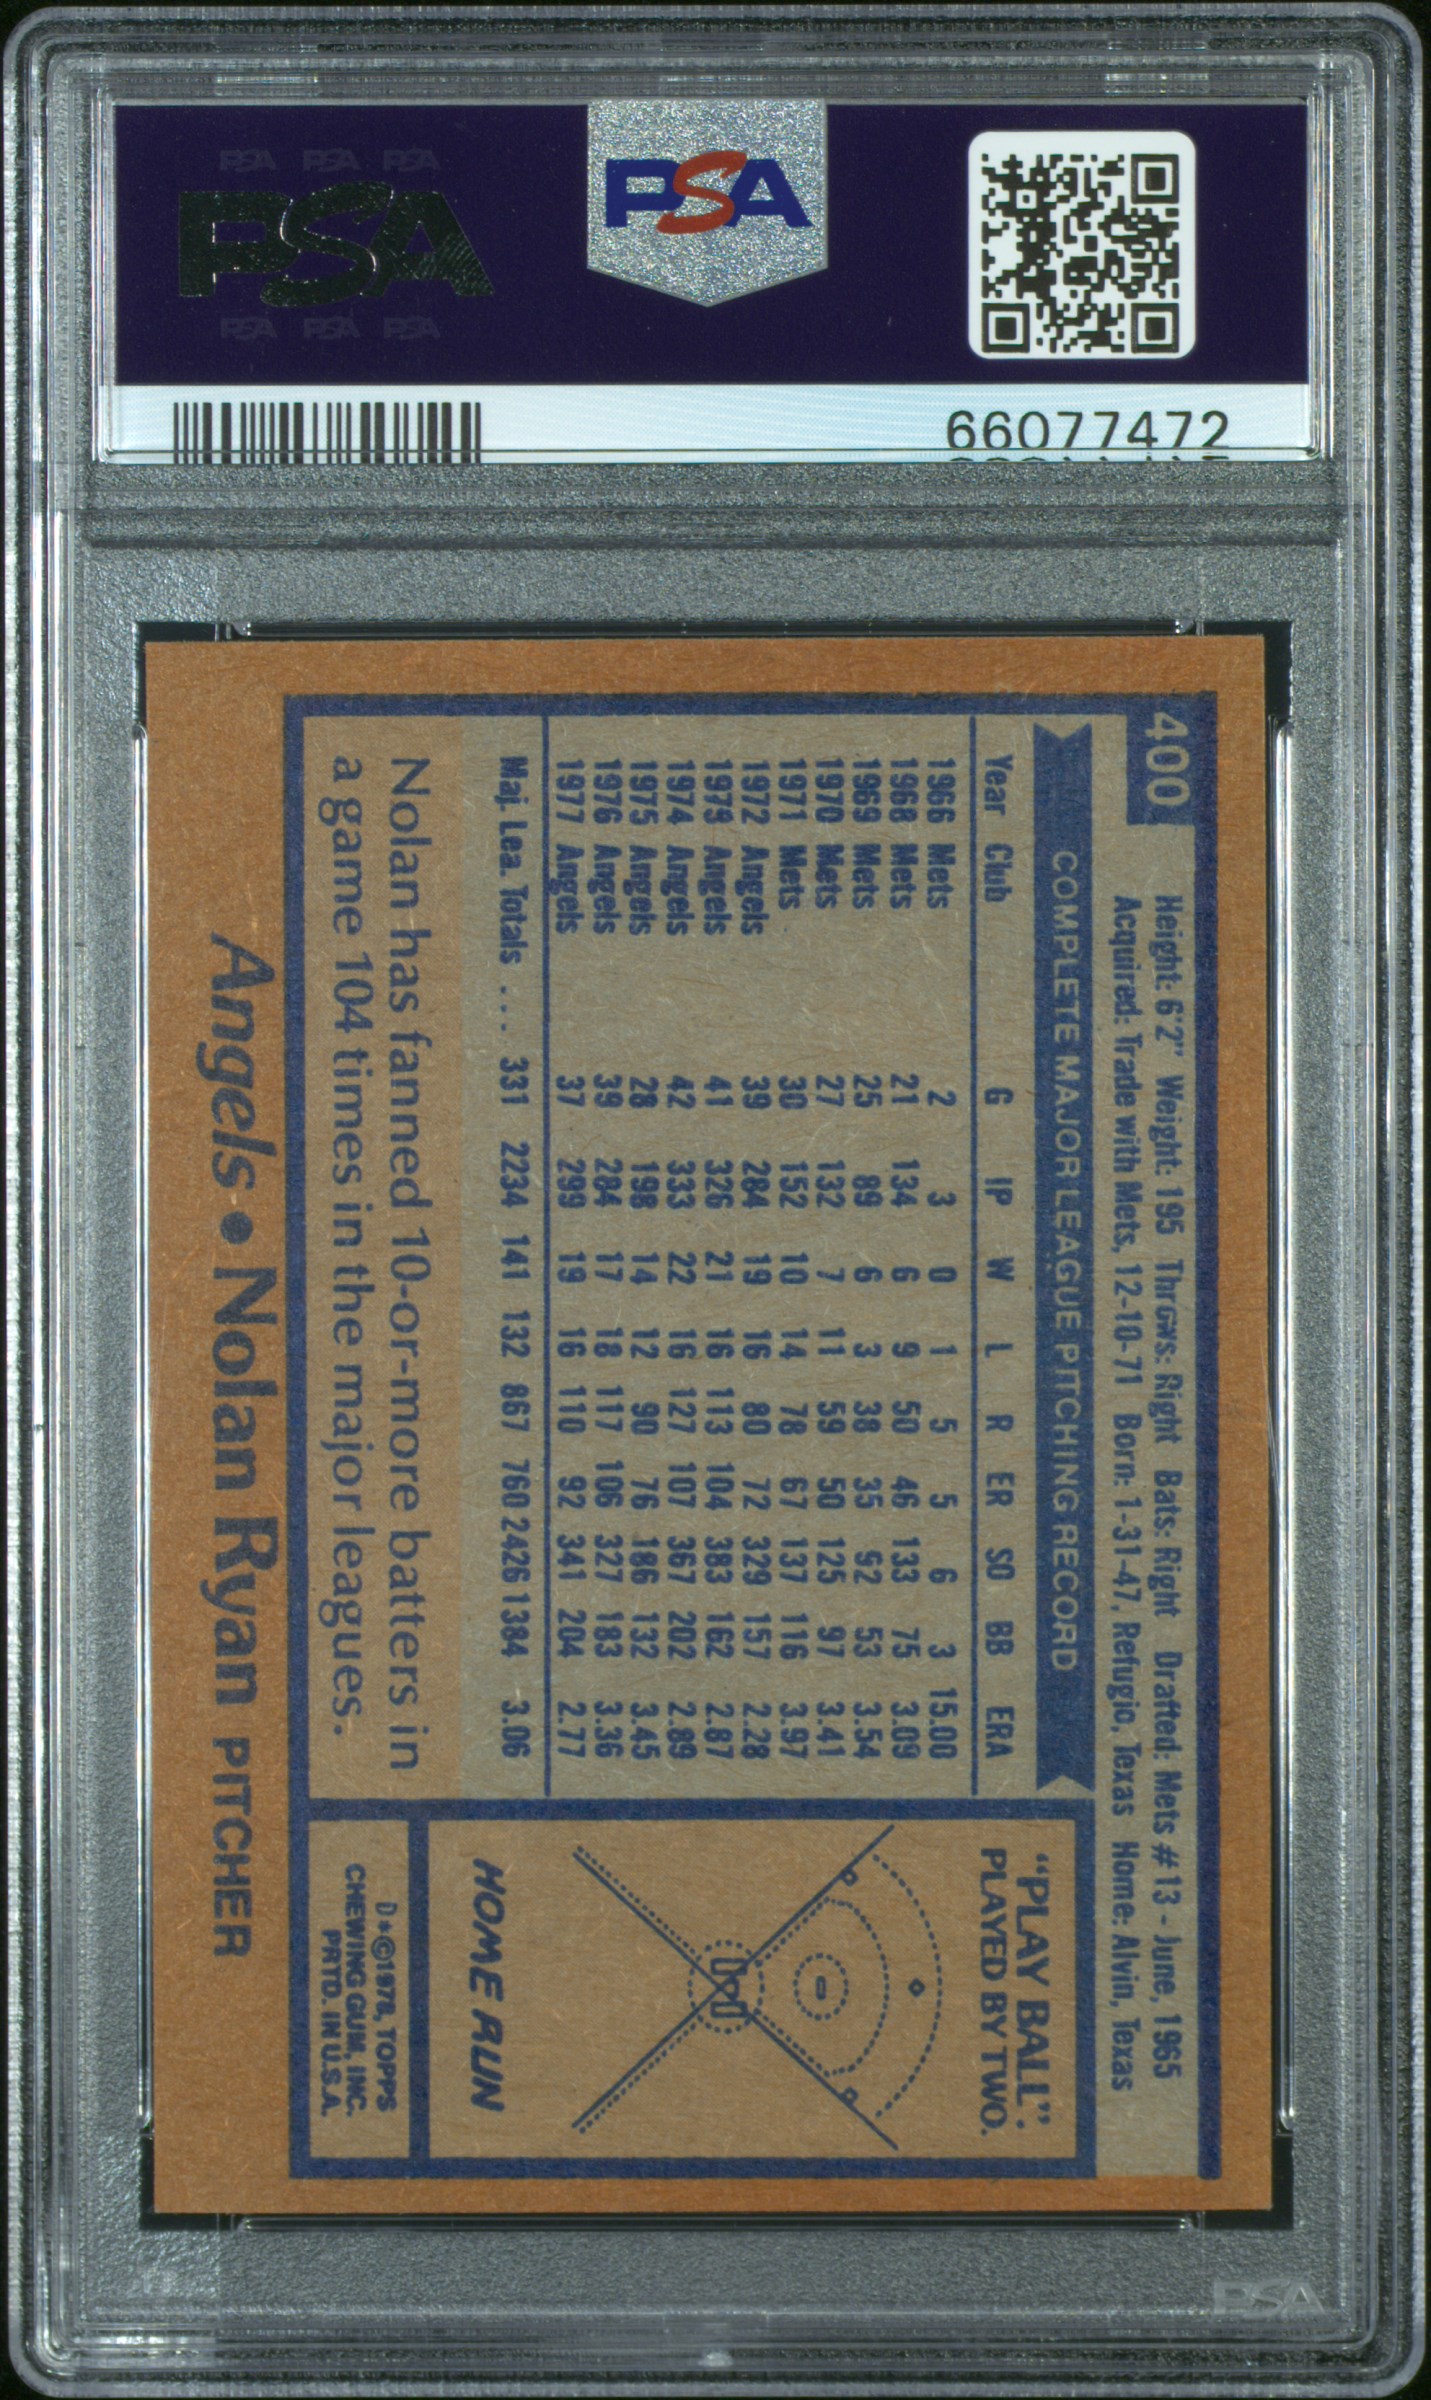 PSA PSA PSA
PSA
PSA PSA PSA
PSA
66077472
400
Height: 6'2" Weight: 195 Throws: Right Bats: Right Drafted: Mets #13 - June, 1965
Acquired: Trade with Mets, 12-10-71 Born: 1-31-47, Refugio, Texas Home: Alvin, Texas
COMPLETE MAJOR LEAGUE PITCHING RECORD
Year Club G IP W L R ER SO BB ERA
1966 Mets 2 3 0 1 5 5 6 3 15.00
1968 Mets 21 134 6 9 50 46 133 75 3.09
1969 Mets 25 89 6 3 38 35 92 53 3.54
1970 Mets 27 132 7 11 59 50 125 97 3.41
1971 Mets 30 152 10 14 78 67 137 116 3.97
1972 Angels 39 284 19 16 80 72 329 157 2.28
1973 Angels 41 326 21 16 113 104 383 162 2.87
1974 Angels 42 333 22 16 127 107 367 202 2.89
1975 Angels 28 198 14 12 90 76 186 132 3.45
1976 Angels 39 284 17 18 117 106 327 183 3.36
1977 Angels 37 299 19 16 110 92 341 204 2.77
Maj. Lea. Totals . . . 331 2234 141 132 867 760 2426 1384 3.06
Nolan has fanned 10-or-more batters in
a game 104 times in the major leagues.
"PLAY BALL":
PLAYED BY TWO.
HOME RUN
D*©1978, TOPPS
CHEWING GUM, INC.
PRTD. IN U.S.A.
Angels • Nolan Ryan PITCHER
PSA